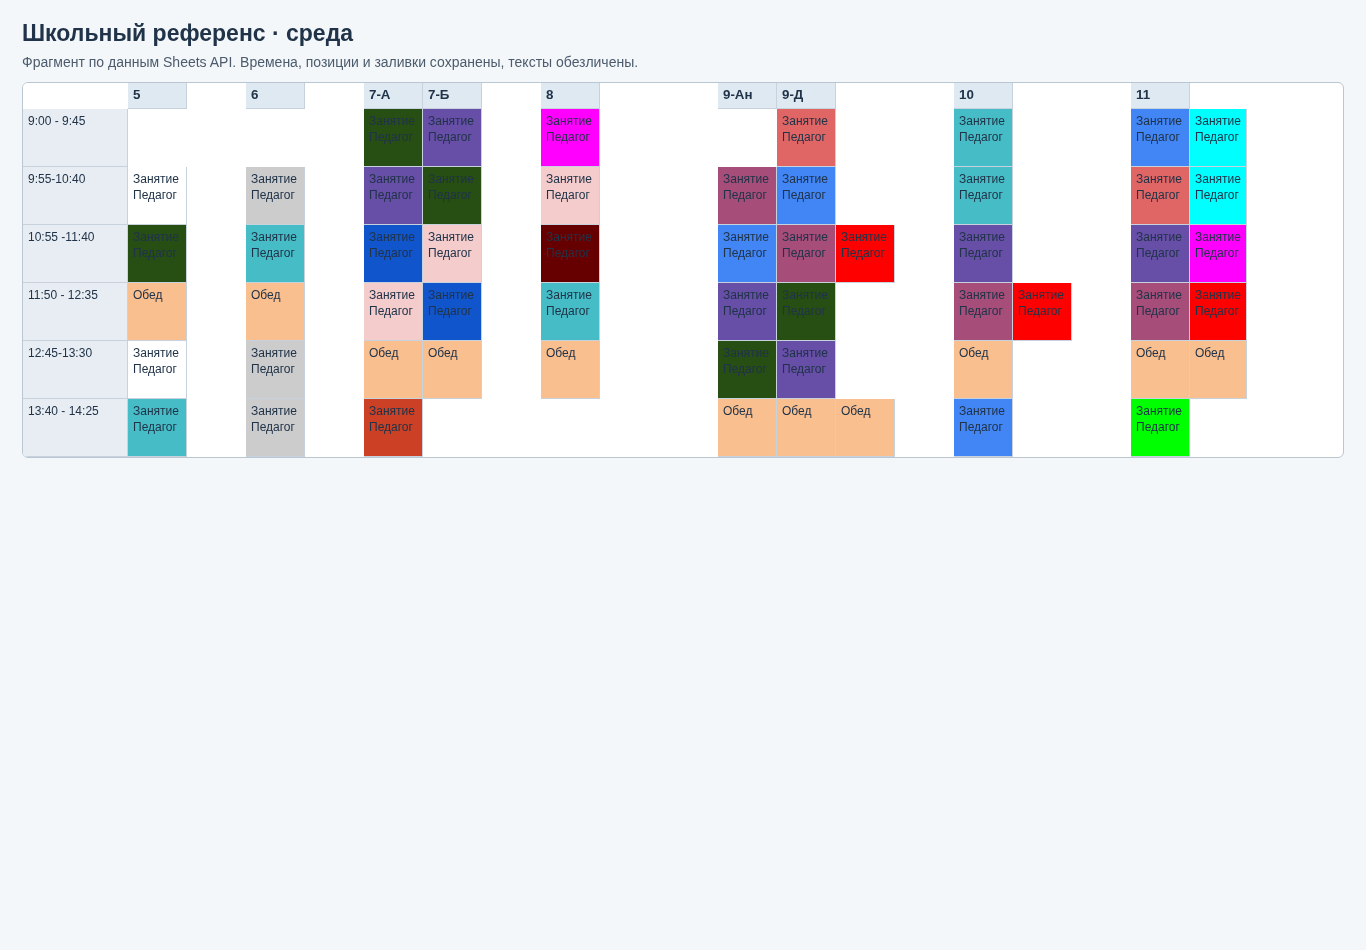 Школьный референс · среда
Фрагмент по данным Sheets API. Времена, позиции и заливки сохранены, тексты обезличены.
5 6 7-А 7-Б 8 9-Ан 9-Д 10 11
9:00 - 9:45 Занятие Занятие Занятие Занятие Занятие Занятие Занятие
Педагог Педагог Педагог Педагог Педагог Педагог Педагог
9:55-10:40 Занятие Занятие Занятие Занятие Занятие Занятие Занятие Занятие Занятие Занятие
Педагог Педагог Педагог Педагог Педагог Педагог Педагог Педагог Педагог Педагог
10:55 -11:40 Занятие Занятие Занятие Занятие Занятие Занятие Занятие Занятие Занятие Занятие Занятие
Педагог Педагог Педагог Педагог Педагог Педагог Педагог Педагог Педагог Педагог Педагог
11:50 - 12:35 Обед Обед Занятие Занятие Занятие Занятие Занятие Занятие Занятие Занятие Занятие
Педагог Педагог Педагог Педагог Педагог Педагог Педагог Педагог Педагог
12:45-13:30 Занятие Занятие Обед Обед Обед Занятие Занятие Обед Обед Обед
Педагог Педагог Педагог Педагог
13:40 - 14:25 Занятие Занятие Занятие Обед Обед Обед Занятие Занятие
Педагог Педагог Педагог Педагог Педагог